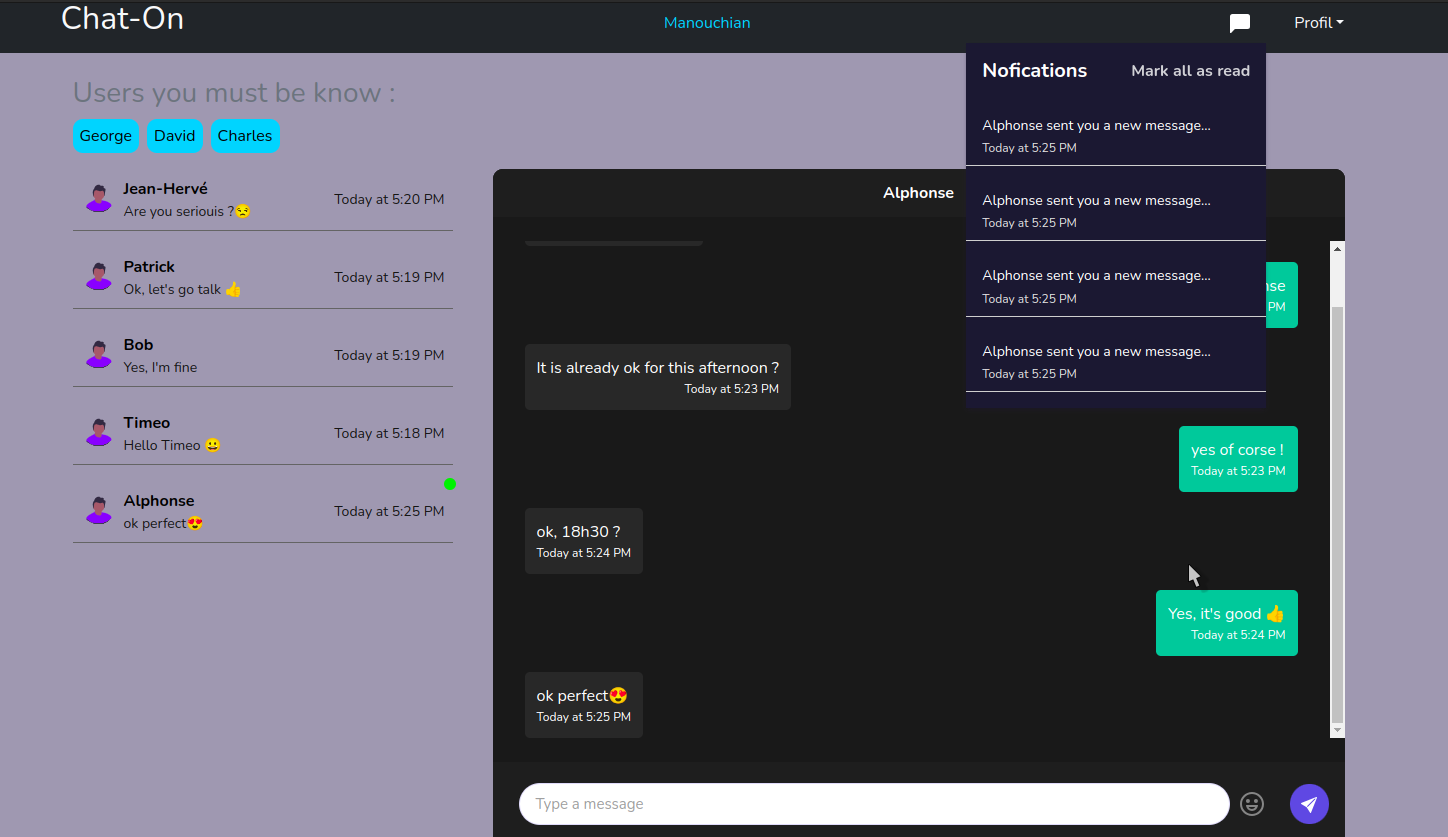 Chat-On
Manouchian
Profil
Users you must be know :
George David Charles
Jean-Hervé
Are you seriouis ?😒
Today at 5:20 PM
Patrick
Ok, let's go talk 👍
Today at 5:19 PM
Bob
Yes, I'm fine
Today at 5:19 PM
Timeo
Hello Timeo 😀
Today at 5:18 PM
Alphonse
ok perfect😍
Today at 5:25 PM
Nofications
Mark all as read
Alphonse sent you a new message...
Today at 5:25 PM
Alphonse sent you a new message...
Today at 5:25 PM
Alphonse sent you a new message...
Today at 5:25 PM
Alphonse sent you a new message...
Today at 5:25 PM
Alphonse
nse
PM
It is already ok for this afternoon ?
Today at 5:23 PM
yes of corse !
Today at 5:23 PM
ok, 18h30 ?
Today at 5:24 PM
Yes, it's good 👍
Today at 5:24 PM
ok perfect😍
Today at 5:25 PM
Type a message